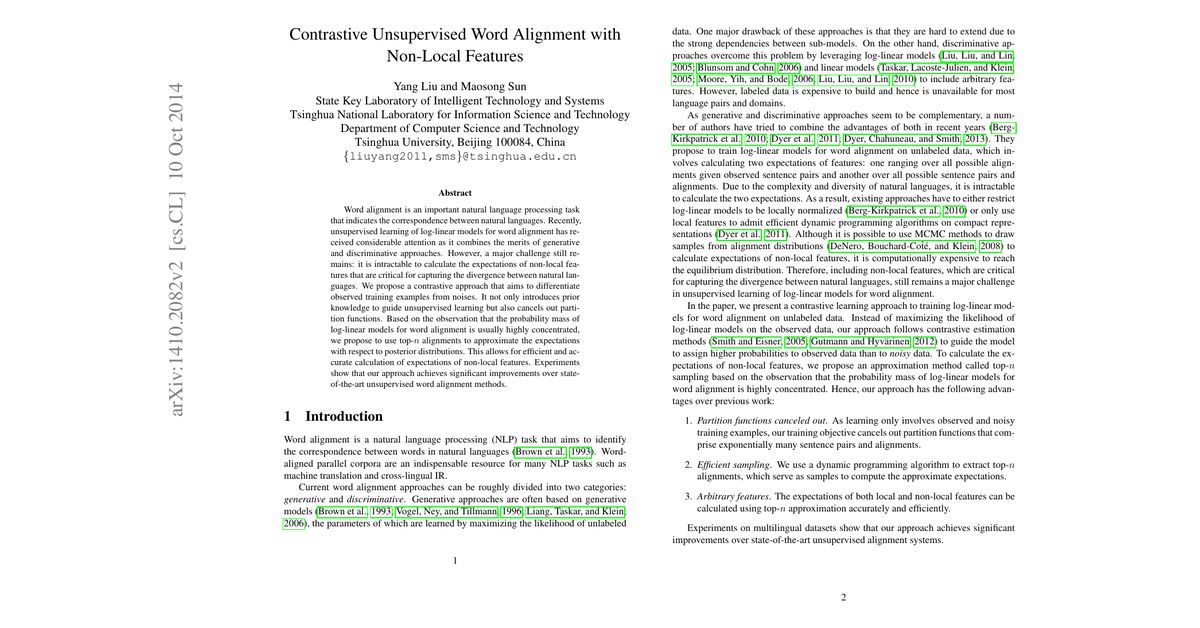 arXiv:1410.2082v2 [cs.CL] 10 Oct 2014
Contrastive Unsupervised Word Alignment with
Non-Local Features
Yang Liu and Maosong Sun
State Key Laboratory of Intelligent Technology and Systems
Tsinghua National Laboratory for Information Science and Technology
Department of Computer Science and Technology
Tsinghua University, Beijing 100084, China
{liuyang2011,sms}@tsinghua.edu.cn
Abstract
Word alignment is an important natural language processing task
that indicates the correspondence between natural languages. Recently,
unsupervised learning of log-linear models for word alignment has re-
ceived considerable attention as it combines the merits of generative
and discriminative approaches. However, a major challenge still re-
mains: it is intractable to calculate the expectations of non-local fea-
tures that are critical for capturing the divergence between natural lan-
guages. We propose a contrastive approach that aims to differentiate
observed training examples from noises. It not only introduces prior
knowledge to guide unsupervised learning but also cancels out parti-
tion functions. Based on the observation that the probability mass of
log-linear models for word alignment is usually highly concentrated,
we propose to use top-n alignments to approximate the expectations
with respect to posterior distributions. This allows for efficient and ac-
curate calculation of expectations of non-local features. Experiments
show that our approach achieves significant improvements over state-
of-the-art unsupervised word alignment methods.
1 Introduction
Word alignment is a natural language processing (NLP) task that aims to identify
the correspondence between words in natural languages (Brown et al., 1993). Word-
aligned parallel corpora are an indispensable resource for many NLP tasks such as
machine translation and cross-lingual IR.
Current word alignment approaches can be roughly divided into two categories:
generative and discriminative. Generative approaches are often based on generative
models (Brown et al., 1993; Vogel, Ney, and Tillmann, 1996; Liang, Taskar, and Klein,
2006), the parameters of which are learned by maximizing the likelihood of unlabeled
1
data. One major drawback of these approaches is that they are hard to extend due to
the strong dependencies between sub-models. On the other hand, discriminative ap-
proaches overcome this problem by leveraging log-linear models (Liu, Liu, and Lin,
2005; Blunsom and Cohn, 2006) and linear models (Taskar, Lacoste-Julien, and Klein,
2005; Moore, Yih, and Bode, 2006; Liu, Liu, and Lin, 2010) to include arbitrary fea-
tures. However, labeled data is expensive to build and hence is unavailable for most
language pairs and domains.
As generative and discriminative approaches seem to be complementary, a num-
ber of authors have tried to combine the advantages of both in recent years (Berg-
Kirkpatrick et al., 2010; Dyer et al., 2011; Dyer, Chahuneau, and Smith, 2013). They
propose to train log-linear models for word alignment on unlabeled data, which in-
volves calculating two expectations of features: one ranging over all possible align-
ments given observed sentence pairs and another over all possible sentence pairs and
alignments. Due to the complexity and diversity of natural languages, it is intractable
to calculate the two expectations. As a result, existing approaches have to either restrict
log-linear models to be locally normalized (Berg-Kirkpatrick et al., 2010) or only use
local features to admit efficient dynamic programming algorithms on compact repre-
sentations (Dyer et al., 2011). Although it is possible to use MCMC methods to draw
samples from alignment distributions (DeNero, Bouchard-Coté, and Klein, 2008) to
calculate expectations of non-local features, it is computationally expensive to reach
the equilibrium distribution. Therefore, including non-local features, which are critical
for capturing the divergence between natural languages, still remains a major challenge
in unsupervised learning of log-linear models for word alignment.
In the paper, we present a contrastive learning approach to training log-linear mod-
els for word alignment on unlabeled data. Instead of maximizing the likelihood of
log-linear models on the observed data, our approach follows contrastive estimation
methods (Smith and Eisner, 2005; Gutmann and Hyvärinen, 2012) to guide the model
to assign higher probabilities to observed data than to noisy data. To calculate the ex-
pectations of non-local features, we propose an approximation method called top-n
sampling based on the observation that the probability mass of log-linear models for
word alignment is highly concentrated. Hence, our approach has the following advan-
tages over previous work:
1. Partition functions canceled out. As learning only involves observed and noisy
training examples, our training objective cancels out partition functions that com-
prise exponentially many sentence pairs and alignments.
2. Efficient sampling. We use a dynamic programming algorithm to extract top-n
alignments, which serve as samples to compute the approximate expectations.
3. Arbitrary features. The expectations of both local and non-local features can be
calculated using top-n approximation accurately and efficiently.
Experiments on multilingual datasets show that our approach achieves significant
improvements over state-of-the-art unsupervised alignment systems.
2